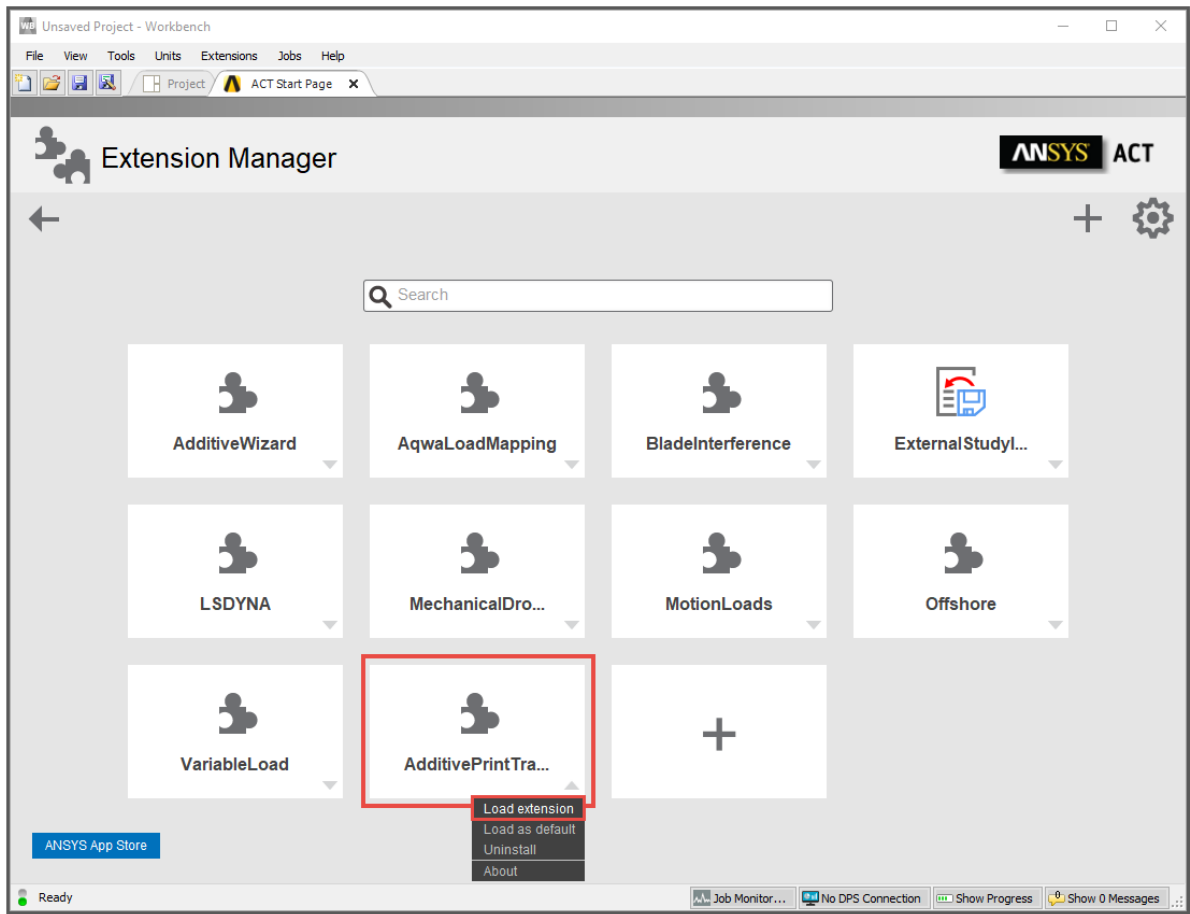 Unsaved Project - Workbench
File View Tools Units Extensions Jobs Help
Project ACT Start Page
Extension Manager
ANSYS ACT
Search
AdditiveWizard AqwaLoadMapping BladeInterference ExternalStudyI...
LSDYNA MechanicalDro... MotionLoads Offshore
VariableLoad AdditivePrintTra...
Load extension
Load as default
Uninstall
About
ANSYS App Store
Ready Job Monitor... No DPS Connection Show Progress Show 0 Messages